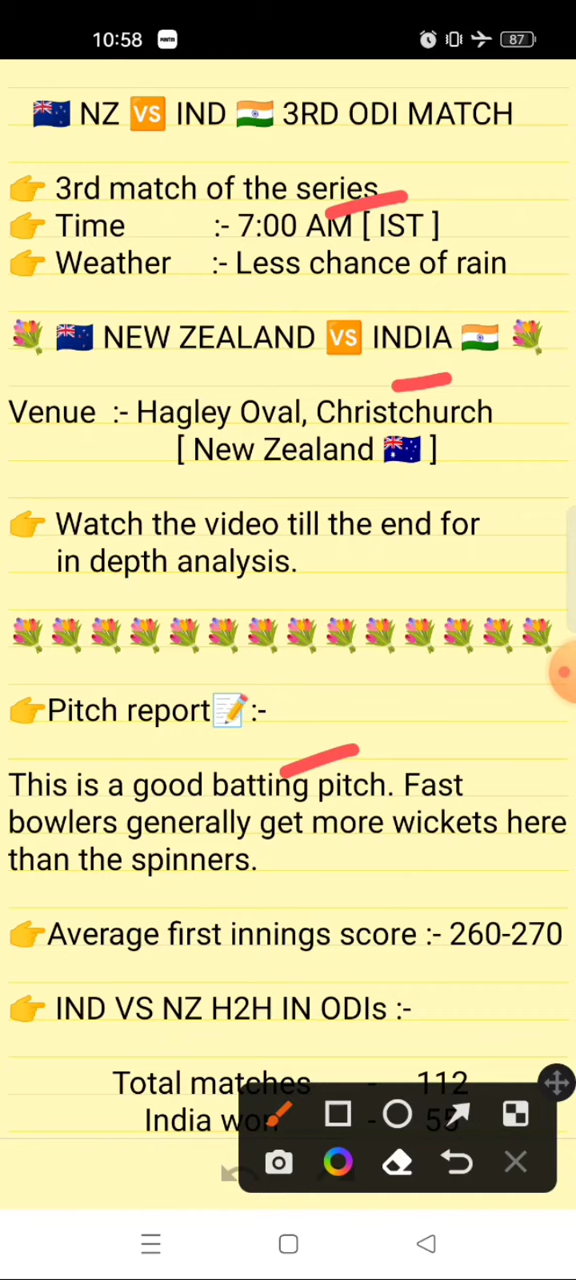 10:58 87
🇳🇿 NZ 🆚 IND 🇮🇳 3RD ODI MATCH
👉 3rd match of the series
👉 Time :- 7:00 AM [ IST ]
👉 Weather :- Less chance of rain
💐 🇳🇿 NEW ZEALAND 🆚 INDIA 🇮🇳 💐
Venue :- Hagley Oval, Christchurch
[ New Zealand 🇦🇺 ]
👉 Watch the video till the end for
in depth analysis.
💐💐💐💐💐💐💐💐💐💐💐💐💐💐
👉Pitch report📝:-
This is a good batting pitch. Fast
bowlers generally get more wickets here
than the spinners.
👉Average first innings score :- 260-270
👉 IND VS NZ H2H IN ODIs :-
Total matches - 112
India won - 55